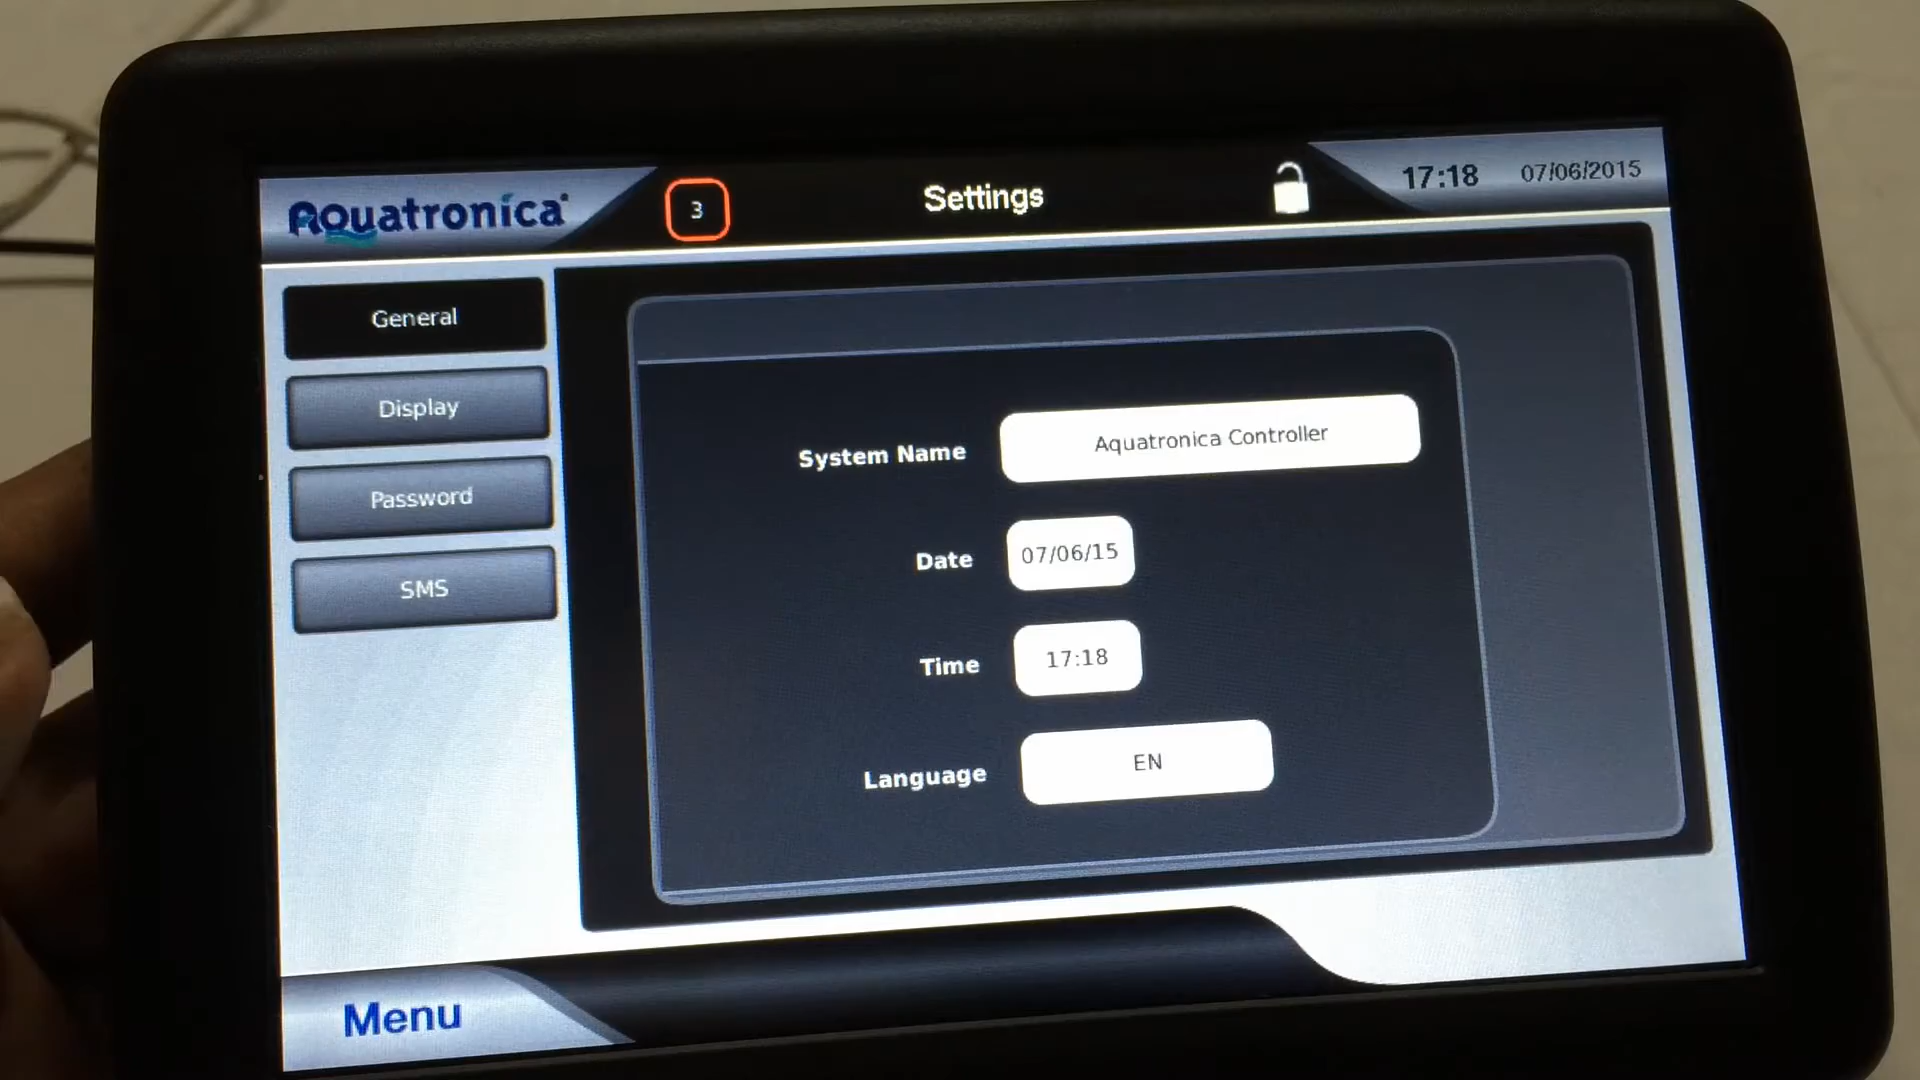 Aquatronica
3
Settings
17:18 07/06/2015
General
Display
Password
SMS
System Name Aquatronica Controller
Date 07/06/15
Time 17:18
Language EN
Menu